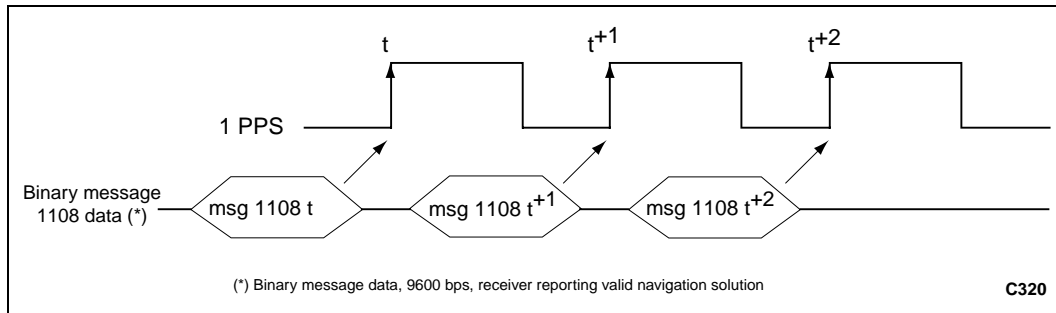 t t+1 t+2
1 PPS
Binary message
1108 data (*)
msg 1108 t msg 1108 t+1 msg 1108 t+2
(*) Binary message data, 9600 bps, receiver reporting valid navigation solution
C320